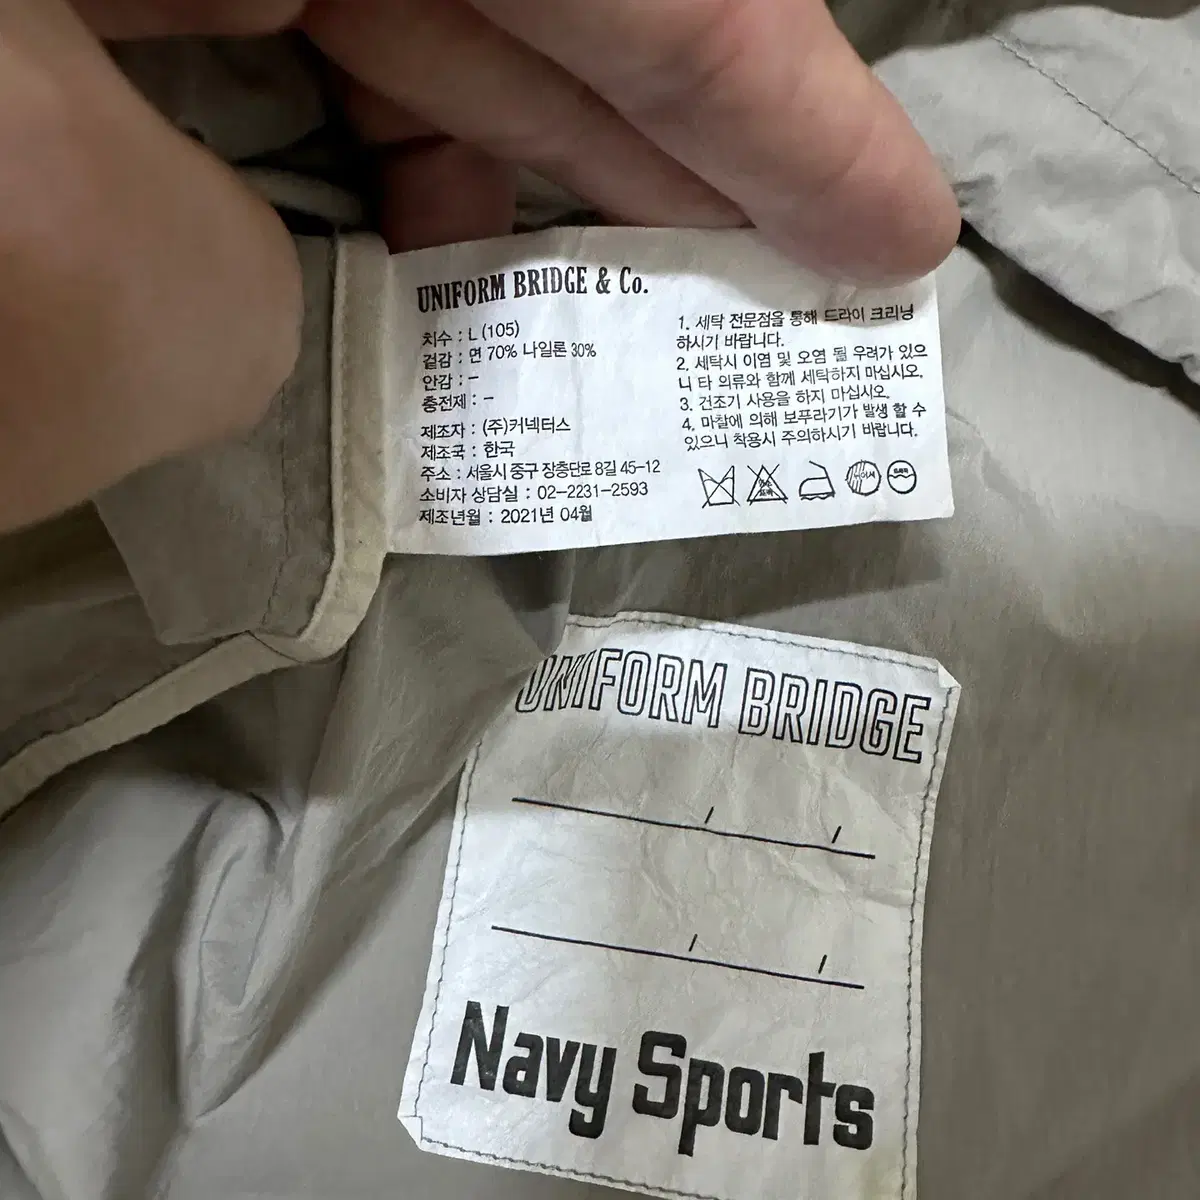 UNIFORM BRIDGE & Co.
치수 : L (105)
겉감 : 면 70% 나일론 30%
안감 : -
충전제 : -
제조자 : (주)커넥터스
제조국 : 한국
주소 : 서울시 중구 장충단로 8길 45-12
소비자 상담실 : 02-2231-2593
제조년월 : 2021년 04월
1. 세탁 전문점을 통해 드라이 크리닝
하시기 바랍니다.
2. 세탁시 이염 및 오염 될 우려가 있으
니 타 의류와 함께 세탁하지 마십시오.
3. 건조기 사용을 하지 마십시오.
4. 마찰에 의해 보푸라기가 발생 할 수
있으니 착용시 주의하시기 바랍니다.
UNIFORM BRIDGE
Navy Sports